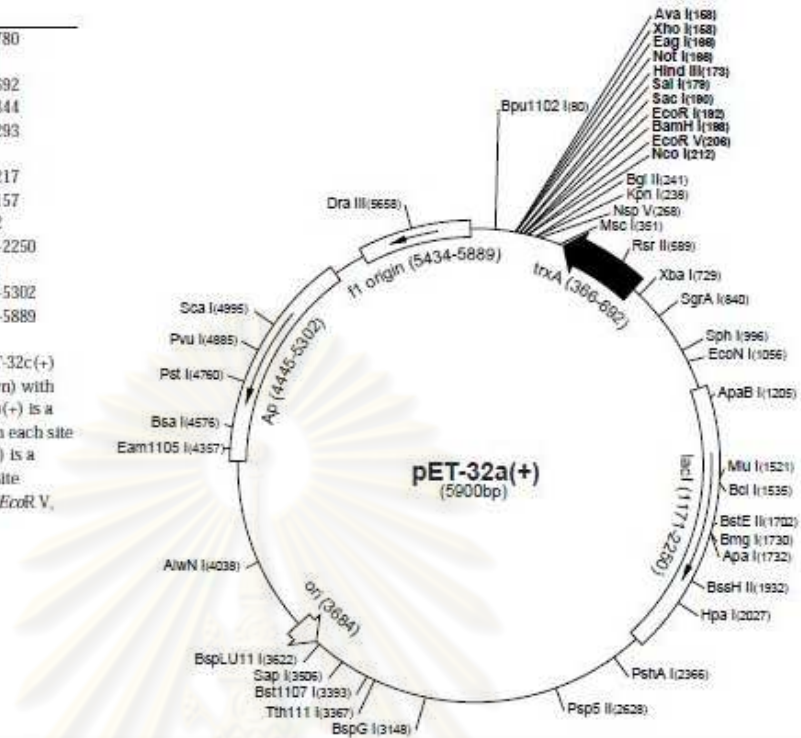 780
692
344
293
217
157
2
-2250
-5302
-5889
T-32c(+)
n) with
(+) is a
n each site
) is a
site
EcoR V,
Ava I(158)
Xho I(158)
Eag I(166)
Not I(166)
Hind III(173)
Sal I(179)
Sac I(190)
EcoR I(192)
BamH I(198)
EcoR V(206)
Nco I(212)
Bpu1102 I(80)
Bgl II(241)
Kpn I(238)
Nsp V(268)
Msc I(351)
Rsr II(589)
Dra III(5658)
f1 origin (5434-5889)
trxA (366-692)
Xba I(729)
SgrA I(840)
Sca I(4995)
Sph I(996)
EcoN I(1056)
Pvu I(4885)
Pst I(4760)
Ap (4445-5302)
ApaB I(1205)
Bsa I(4576)
Eam1105 I(4357)
pET-32a(+)
(5900bp)
lacI (1171-2250)
Mlu I(1521)
Bcl I(1535)
BstE II(1702)
Bmg I(1730)
Apa I(1732)
AlwN I(4038)
BssH II(1932)
ori (3684)
Hpa I(2027)
BspLU11 I(3622)
Sap I(3506)
Bst1107 I(3393)
Tth111 I(3367)
BspG I(3148)
PshA I(2366)
Psp5 II(2628)